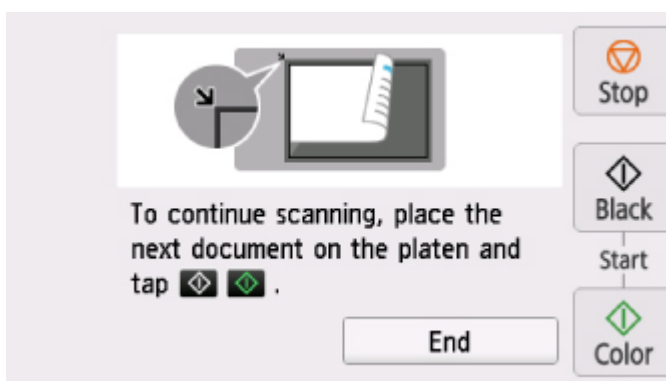 Stop
To continue scanning, place the
next document on the platen and
tap .
End
Black
Start
Color